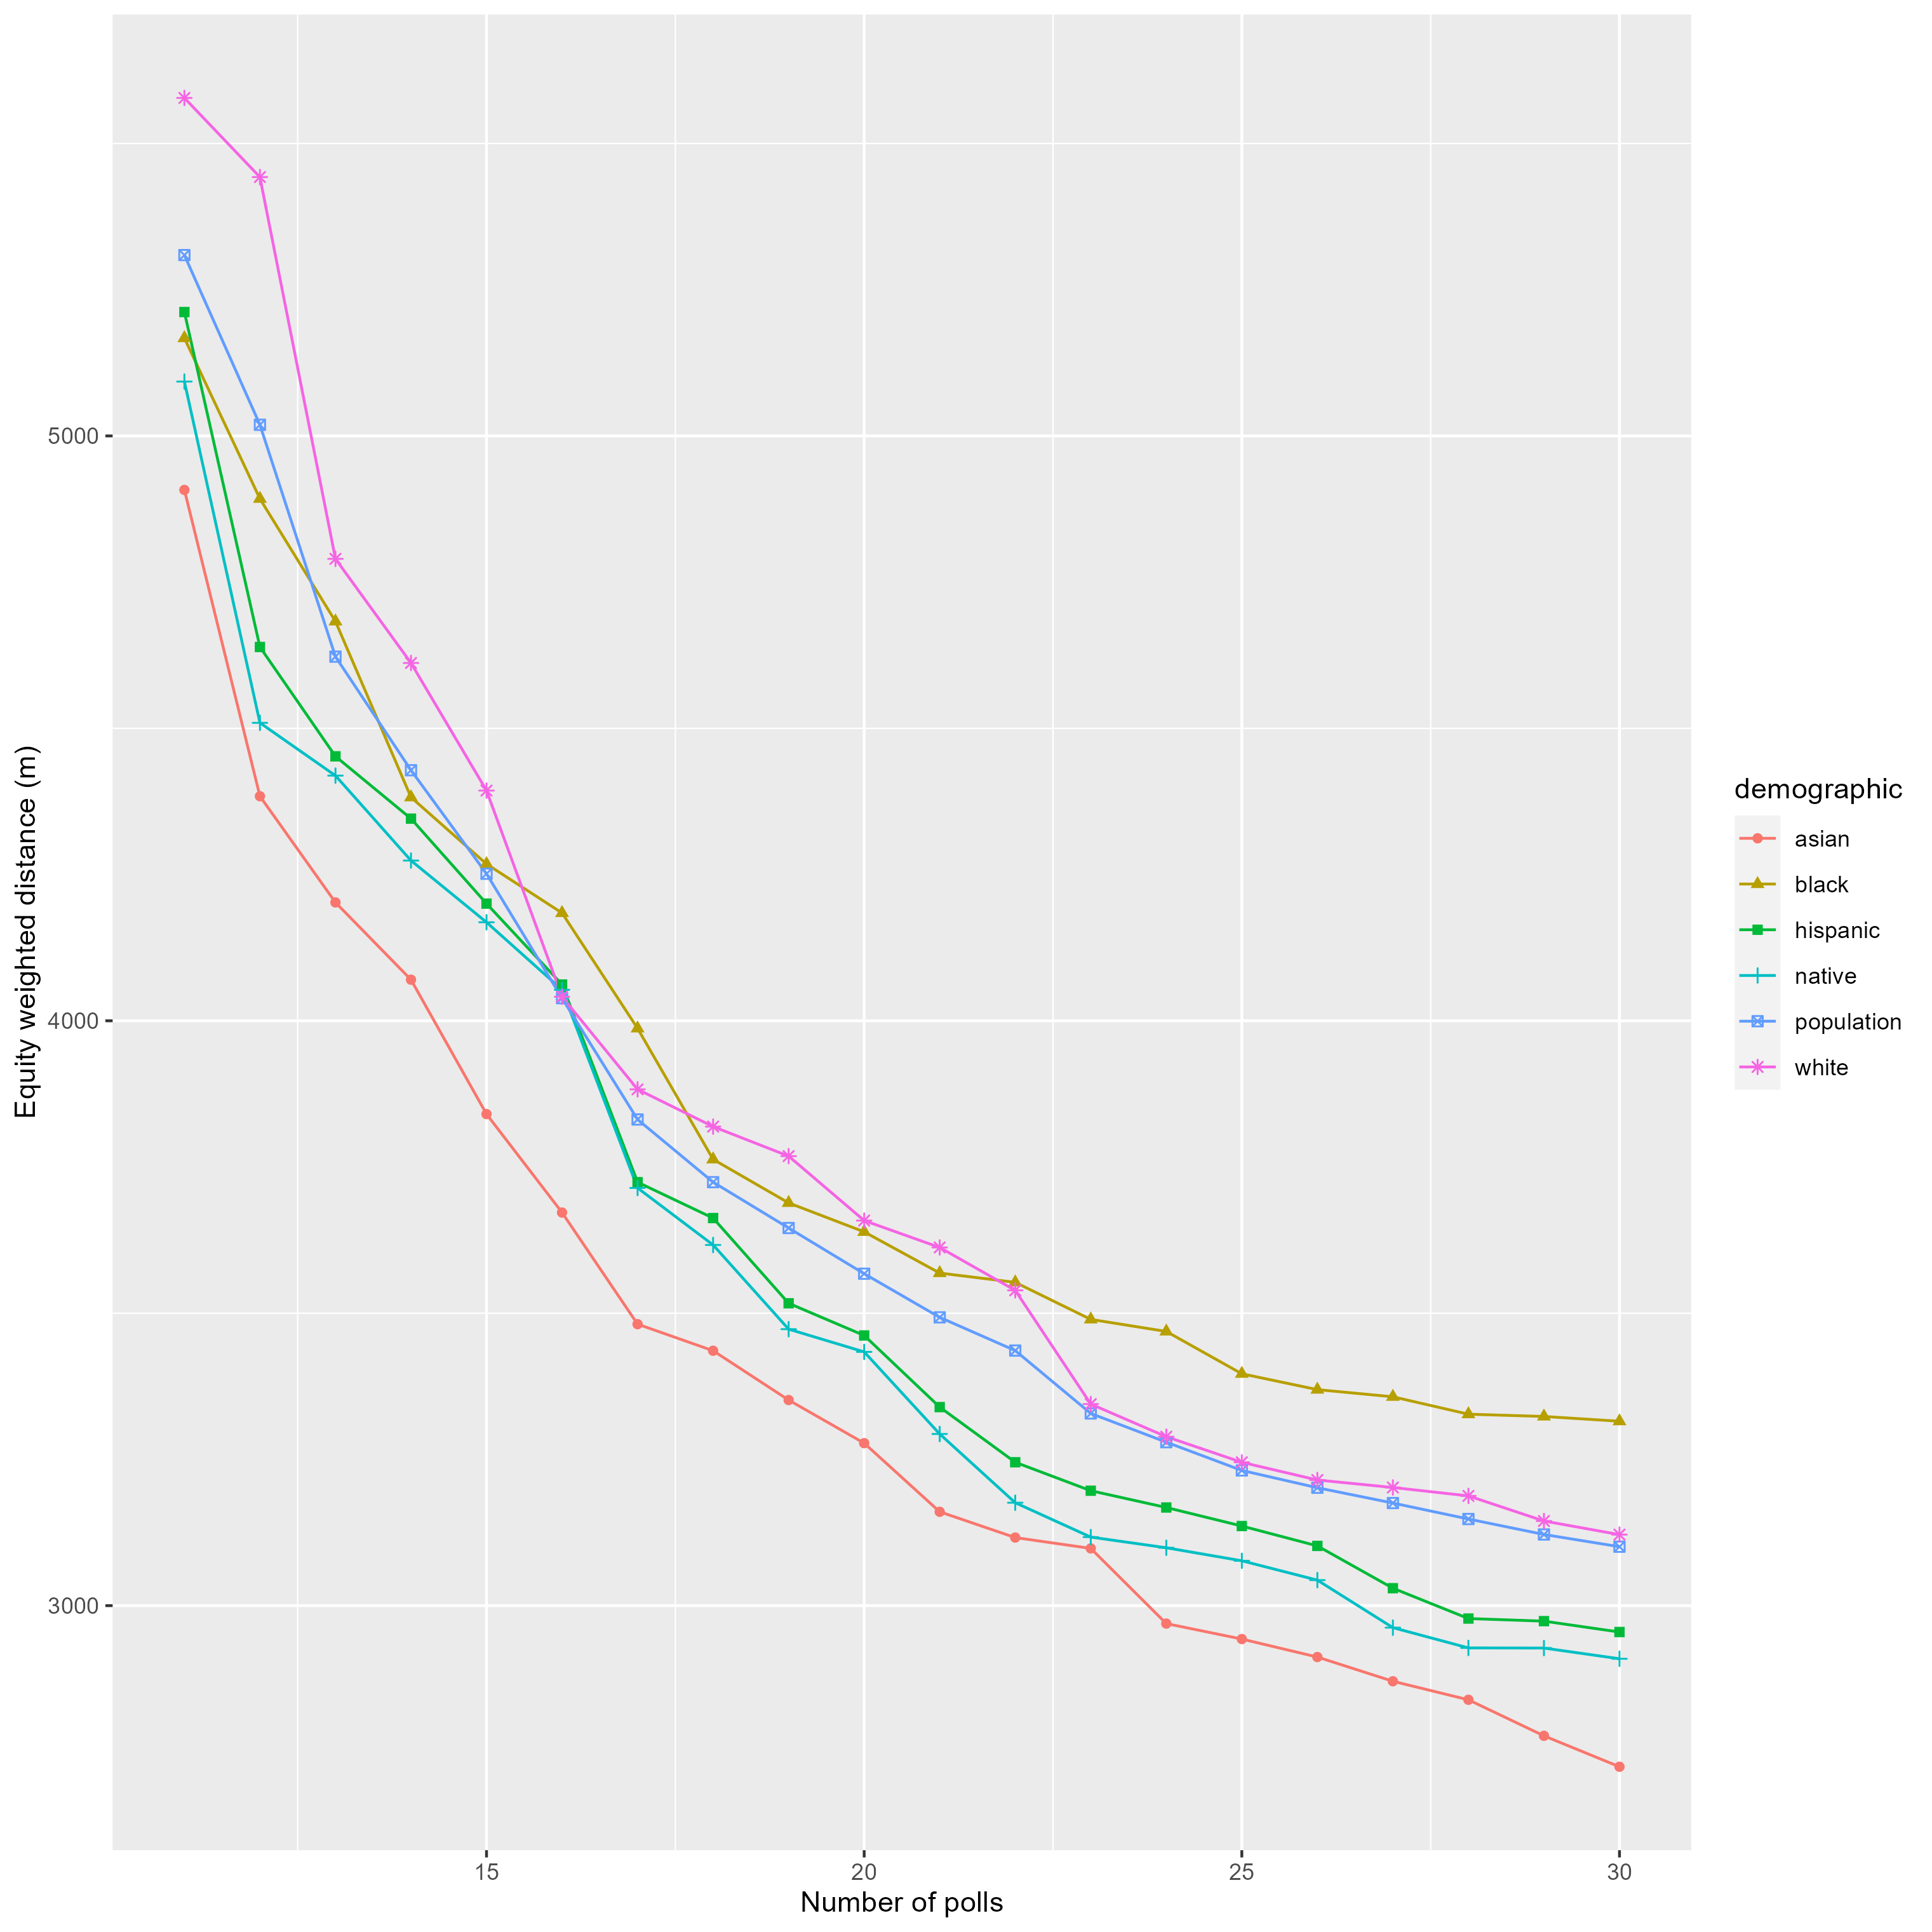 Equity weighted distance (m)
5000
4000
3000
15
20
25
30
Number of polls
demographic
asian
black
hispanic
native
population
white